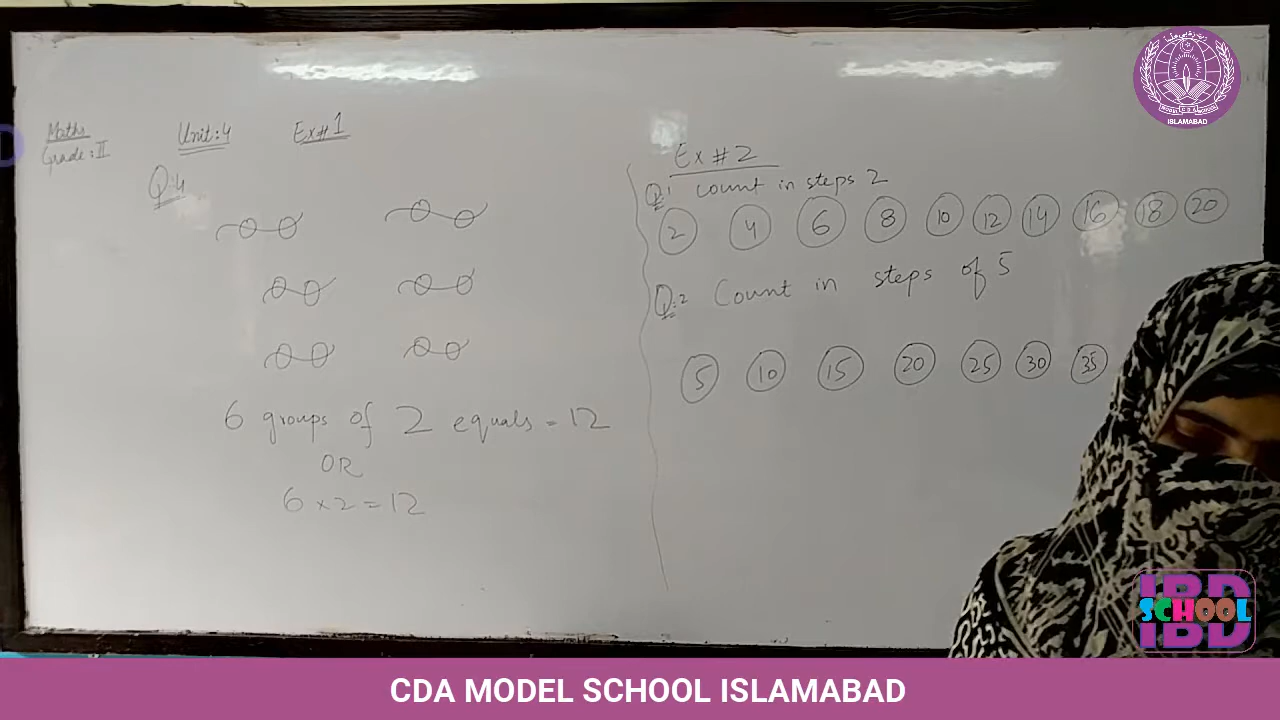 Maths
Grade: II
Unit: 4
Ex#1
Q:4
6 groups of 2 equals = 12
OR
6 × 2 = 12
Ex #2
Q:1 count in steps 2
2 4 6 8 10 12 14 16 18 20
Q:2 Count in steps of 5
5 10 15 20 25 30 35
ISLAMABAD
IBD
SCHOOL
IBD
CDA MODEL SCHOOL ISLAMABAD